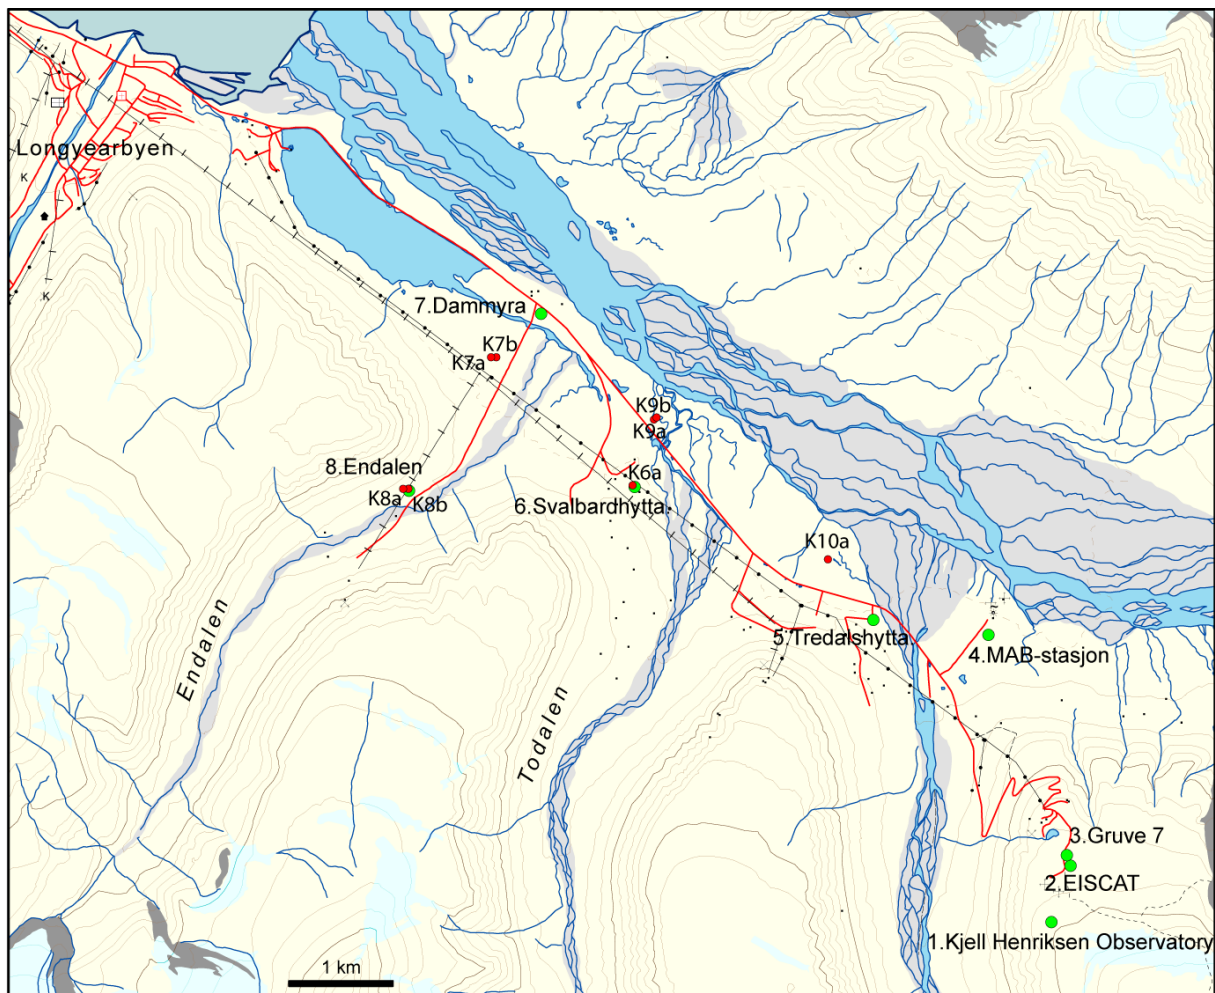 Longyearbyen
K
K
7.Dammyra
K7b
K7a
K9b
K9a
8.Endalen
K8a
K8b
K6a
6.Svalbardhytta
K10a
5.Tredalshytta
4.MAB-stasjon
Endalen
Todalen
3.Gruve 7
2.EISCAT
1.Kjell Henriksen Observatory
1 km